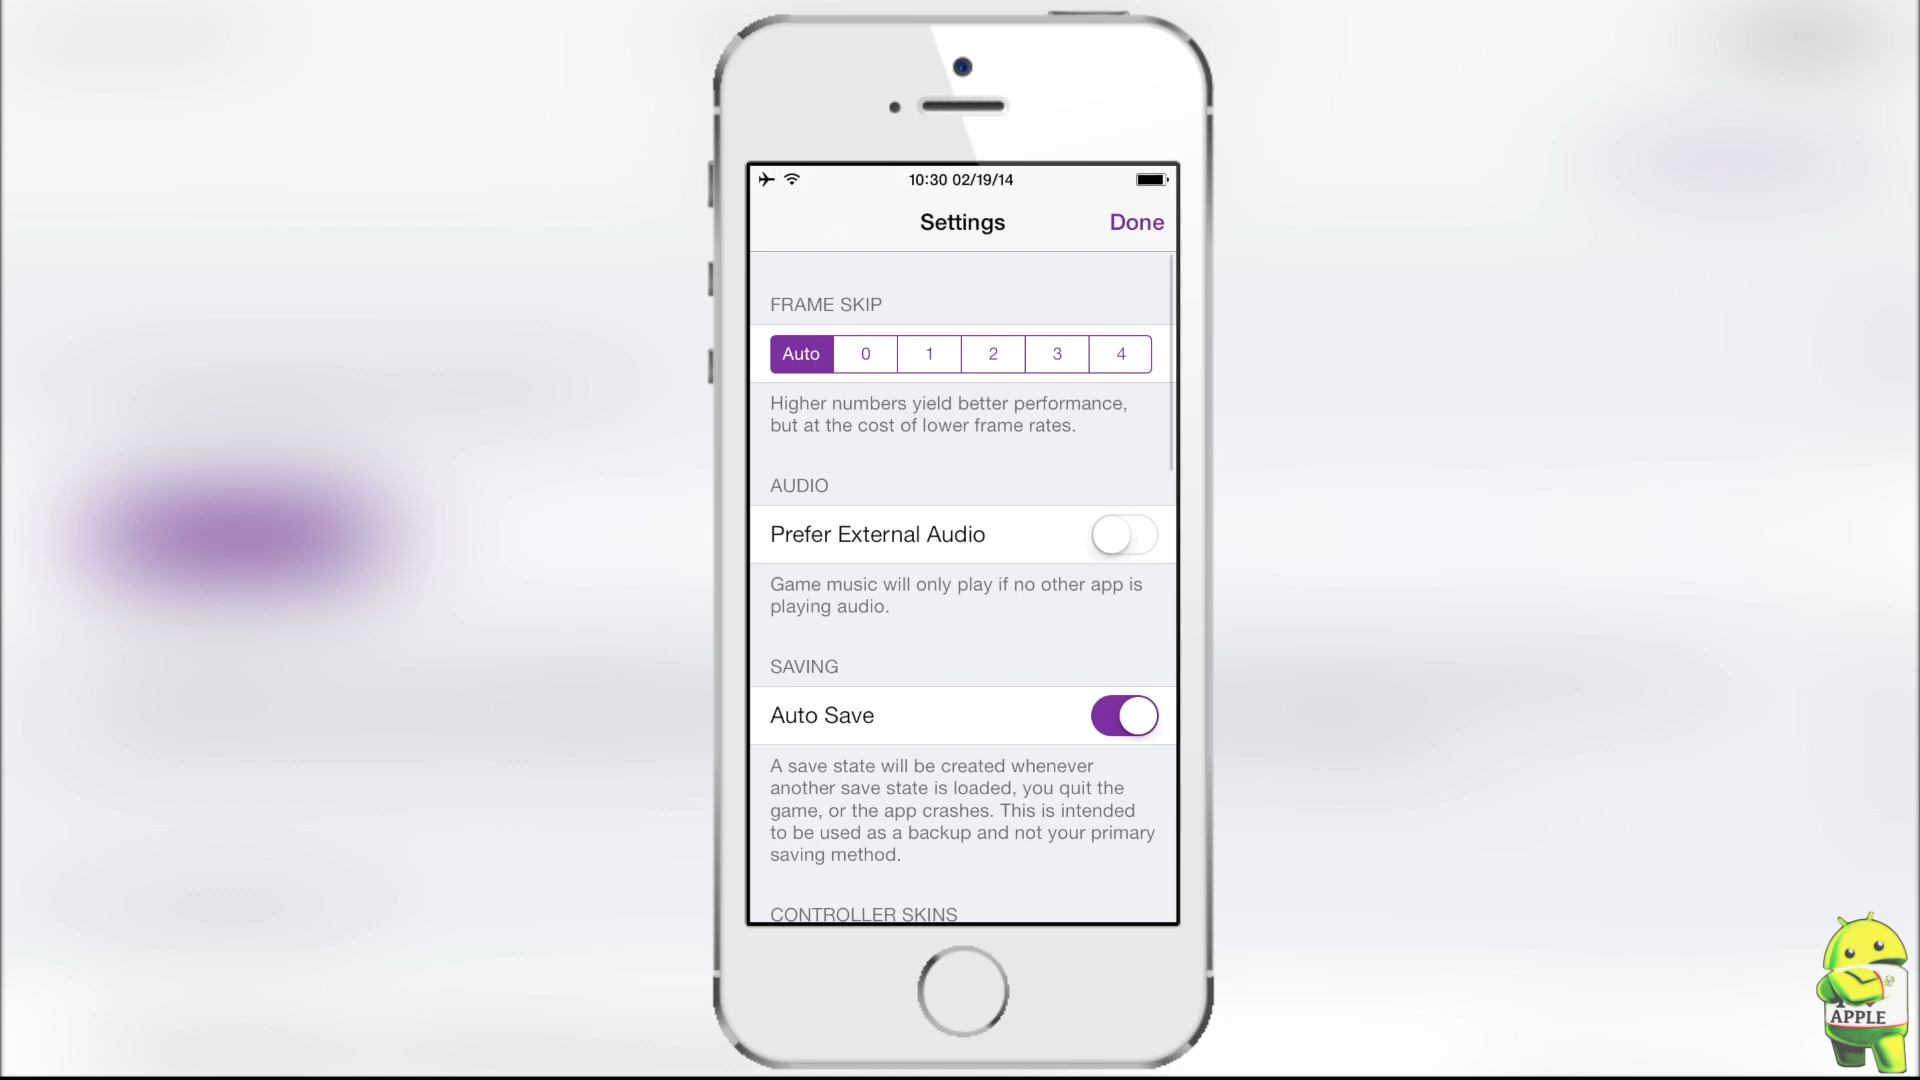 10:30 02/19/14
Settings
Done
FRAME SKIP
Auto 0 1 2 3 4
Higher numbers yield better performance,
but at the cost of lower frame rates.
AUDIO
Prefer External Audio
Game music will only play if no other app is
playing audio.
SAVING
Auto Save
A save state will be created whenever
another save state is loaded, you quit the
game, or the app crashes. This is intended
to be used as a backup and not your primary
saving method.
CONTROLLER SKINS
APPLE